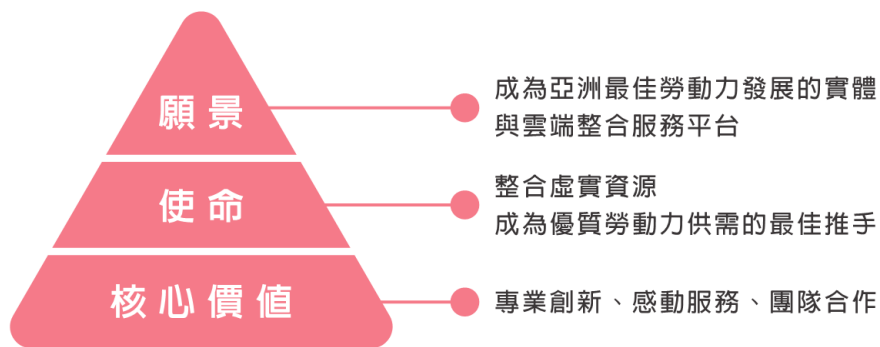 願景
成為亞洲最佳勞動力發展的實體
與雲端整合服務平台
使命
整合虛實資源
成為優質勞動力供需的最佳推手
核心價值
專業創新、感動服務、團隊合作